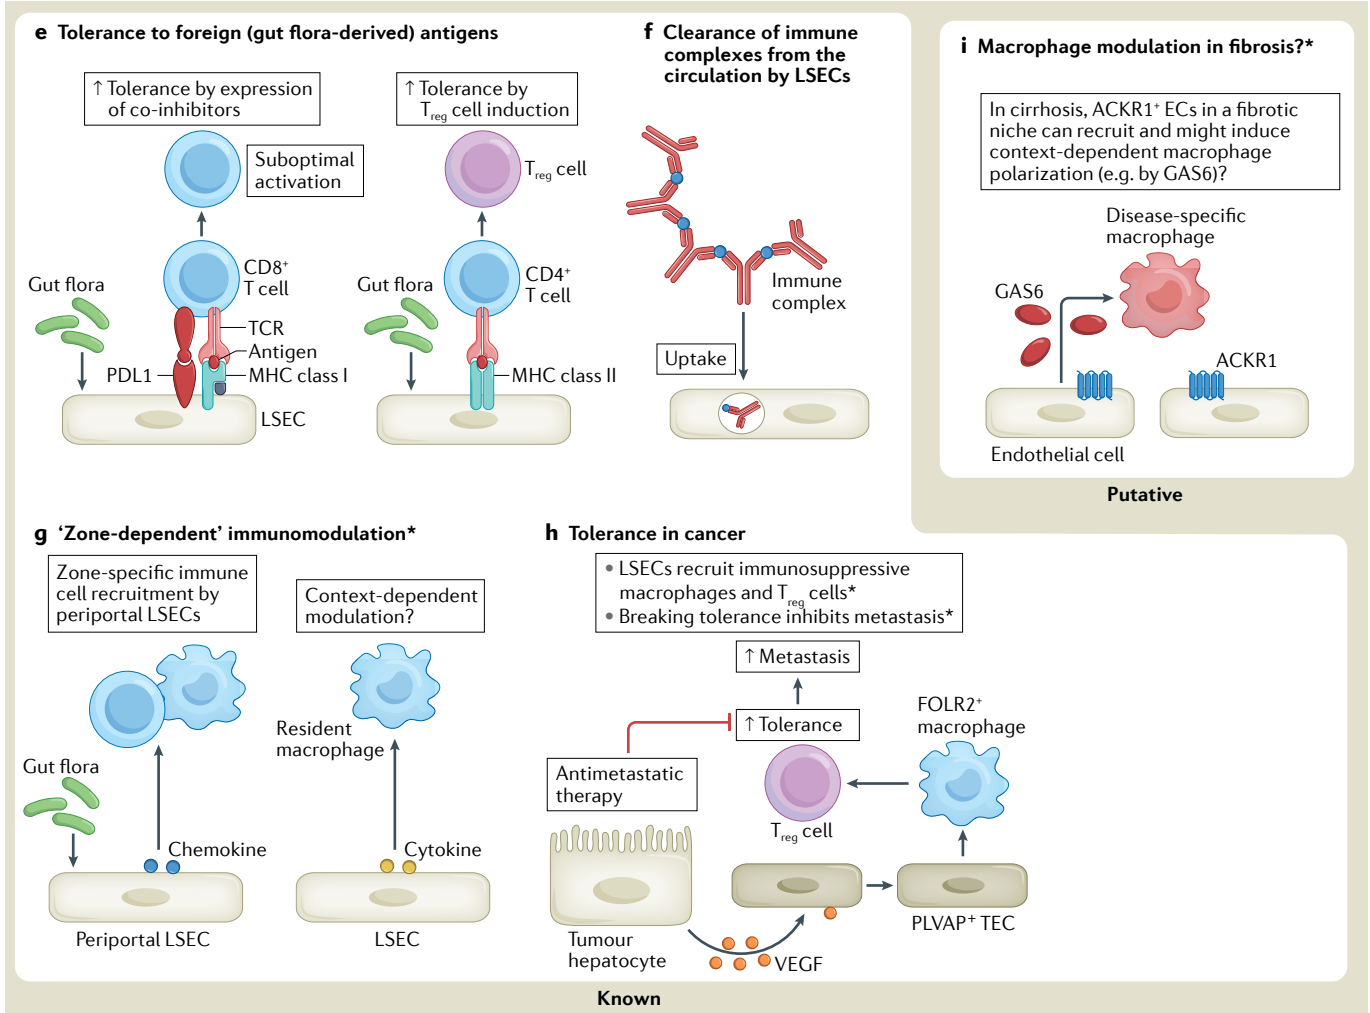 e Tolerance to foreign (gut flora-derived) antigens
↑ Tolerance by expression
of co-inhibitors
Suboptimal
activation
CD8⁺
T cell
Gut flora
TCR
Antigen
PDL1
MHC class I
LSEC
↑ Tolerance by
Treg cell induction
Treg cell
Gut flora
CD4⁺
T cell
MHC class II
f Clearance of immune
complexes from the
circulation by LSECs
Immune
complex
Uptake
i Macrophage modulation in fibrosis?*
In cirrhosis, ACKR1⁺ ECs in a fibrotic
niche can recruit and might induce
context-dependent macrophage
polarization (e.g. by GAS6)?
Disease-specific
macrophage
GAS6
ACKR1
Endothelial cell
Putative
g ‘Zone-dependent’ immunomodulation*
Zone-specific immune
cell recruitment by
periportal LSECs
Gut flora
Chemokine
Periportal LSEC
Context-dependent
modulation?
Resident
macrophage
Cytokine
LSEC
h Tolerance in cancer
• LSECs recruit immunosuppressive
macrophages and Treg cells*
• Breaking tolerance inhibits metastasis*
↑ Metastasis
↑ Tolerance
FOLR2⁺
macrophage
Antimetastatic
therapy
Treg cell
PLVAP⁺ TEC
Tumour
hepatocyte
VEGF
Known